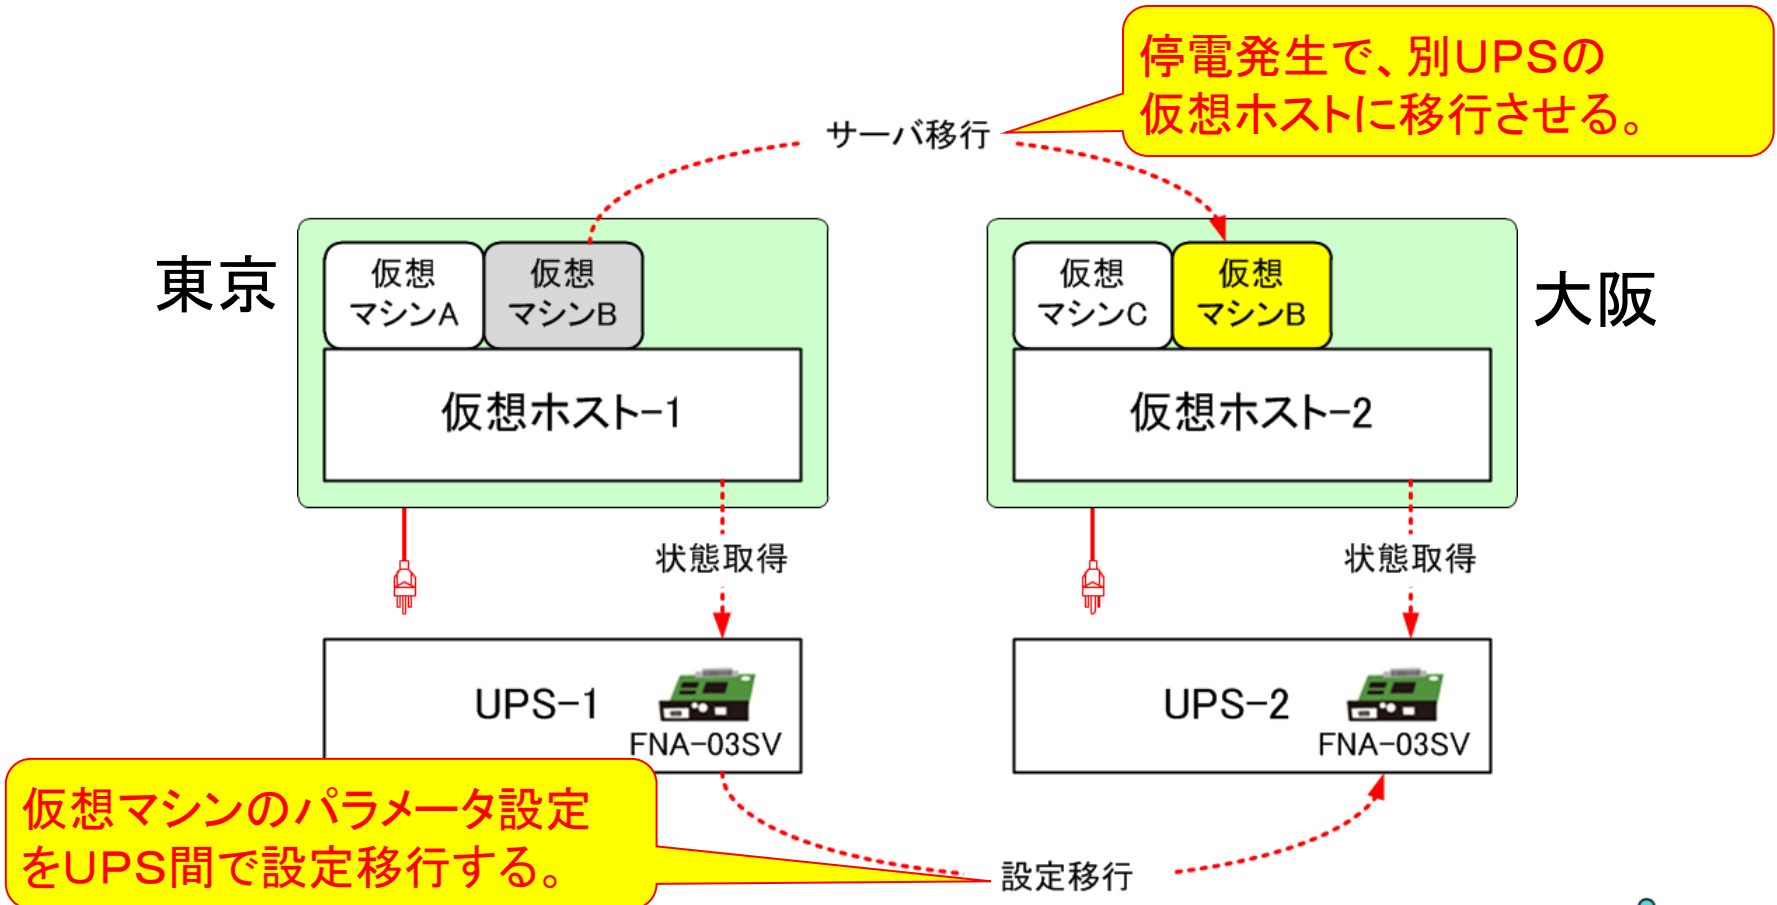 停電発生で、別UPSの
仮想ホストに移行させる。
サーバ移行
東京
仮想
マシンA
仮想
マシンB
仮想ホスト-1
仮想
マシンC
仮想
マシンB
仮想ホスト-2
大阪
状態取得
状態取得
UPS-1
FNA-03SV
UPS-2
FNA-03SV
仮想マシンのパラメータ設定
をUPS間で設定移行する。
設定移行